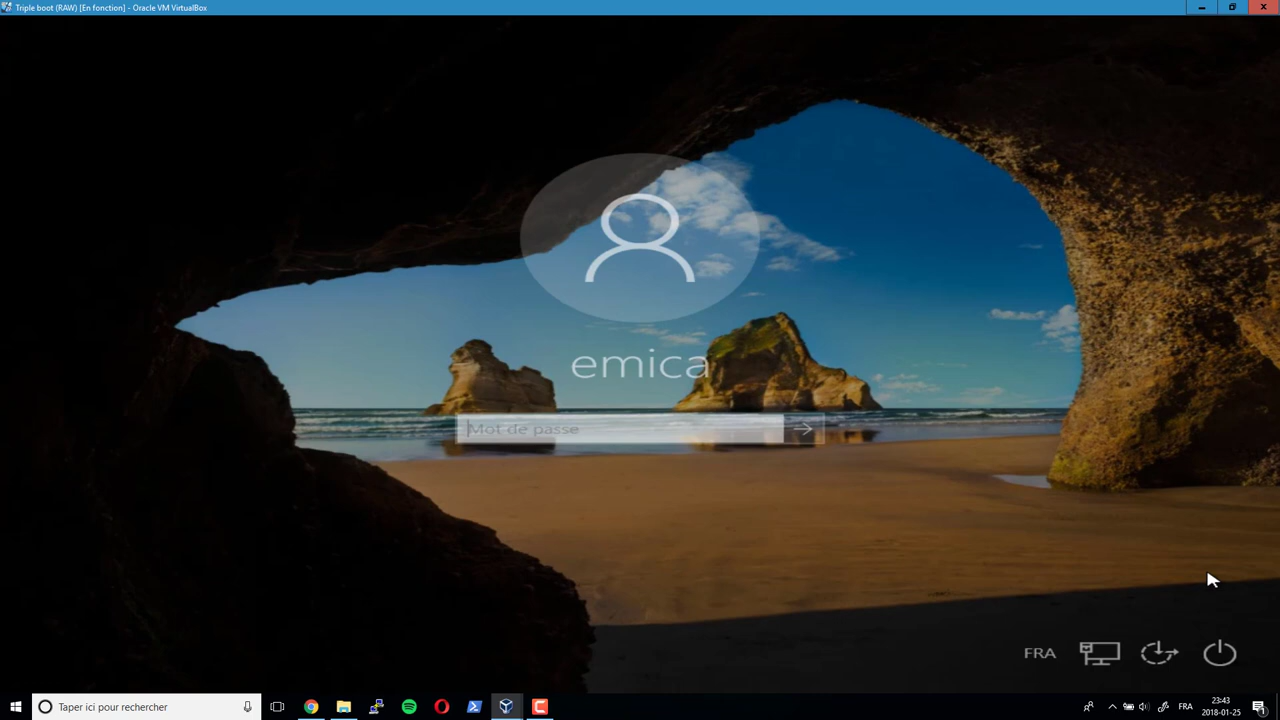 Triple boot (RAW) [En fonction] - Oracle VM VirtualBox
emica
Mot de passe
FRA
Taper ici pour rechercher
FRA
23:43
2018-01-25
1